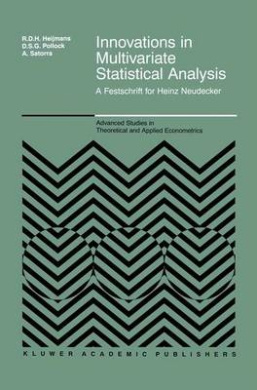 R.D.H. Heijmans
D.S.G. Pollock
A. Satorra
Innovations in
Multivariate
Statistical Analysis
A Festschrift for Heinz Neudecker
Advanced Studies in
Theoretical and Applied Econometrics
KLUWER ACADEMIC PUBLISHERS